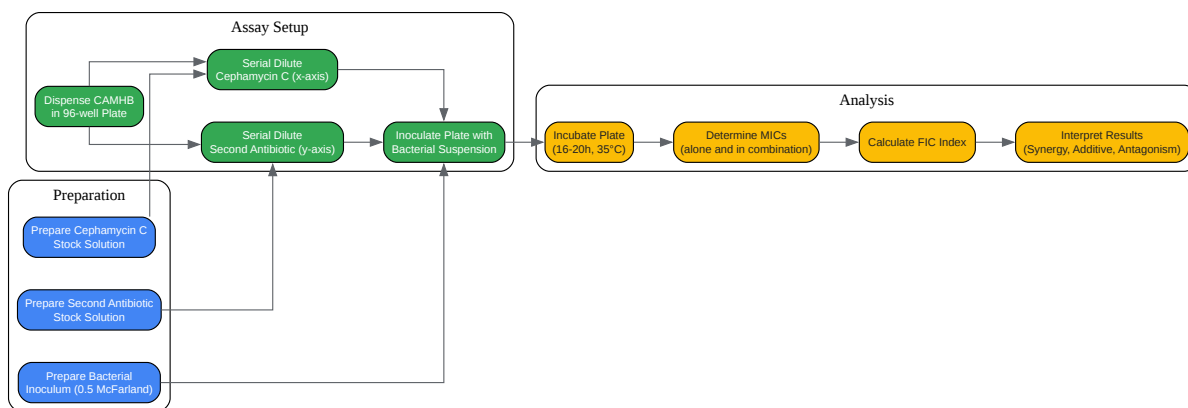 Assay Setup
Dispense CAMHB
in 96-well Plate
Serial Dilute
Cephamycin C (x-axis)
Serial Dilute
Second Antibiotic (y-axis)
Inoculate Plate with
Bacterial Suspension
Preparation
Prepare Cephamycin C
Stock Solution
Prepare Second Antibiotic
Stock Solution
Prepare Bacterial
Inoculum (0.5 McFarland)
Analysis
Incubate Plate
(16-20h, 35°C)
Determine MICs
(alone and in combination)
Calculate FIC Index
Interpret Results
(Synergy, Additive, Antagonism)